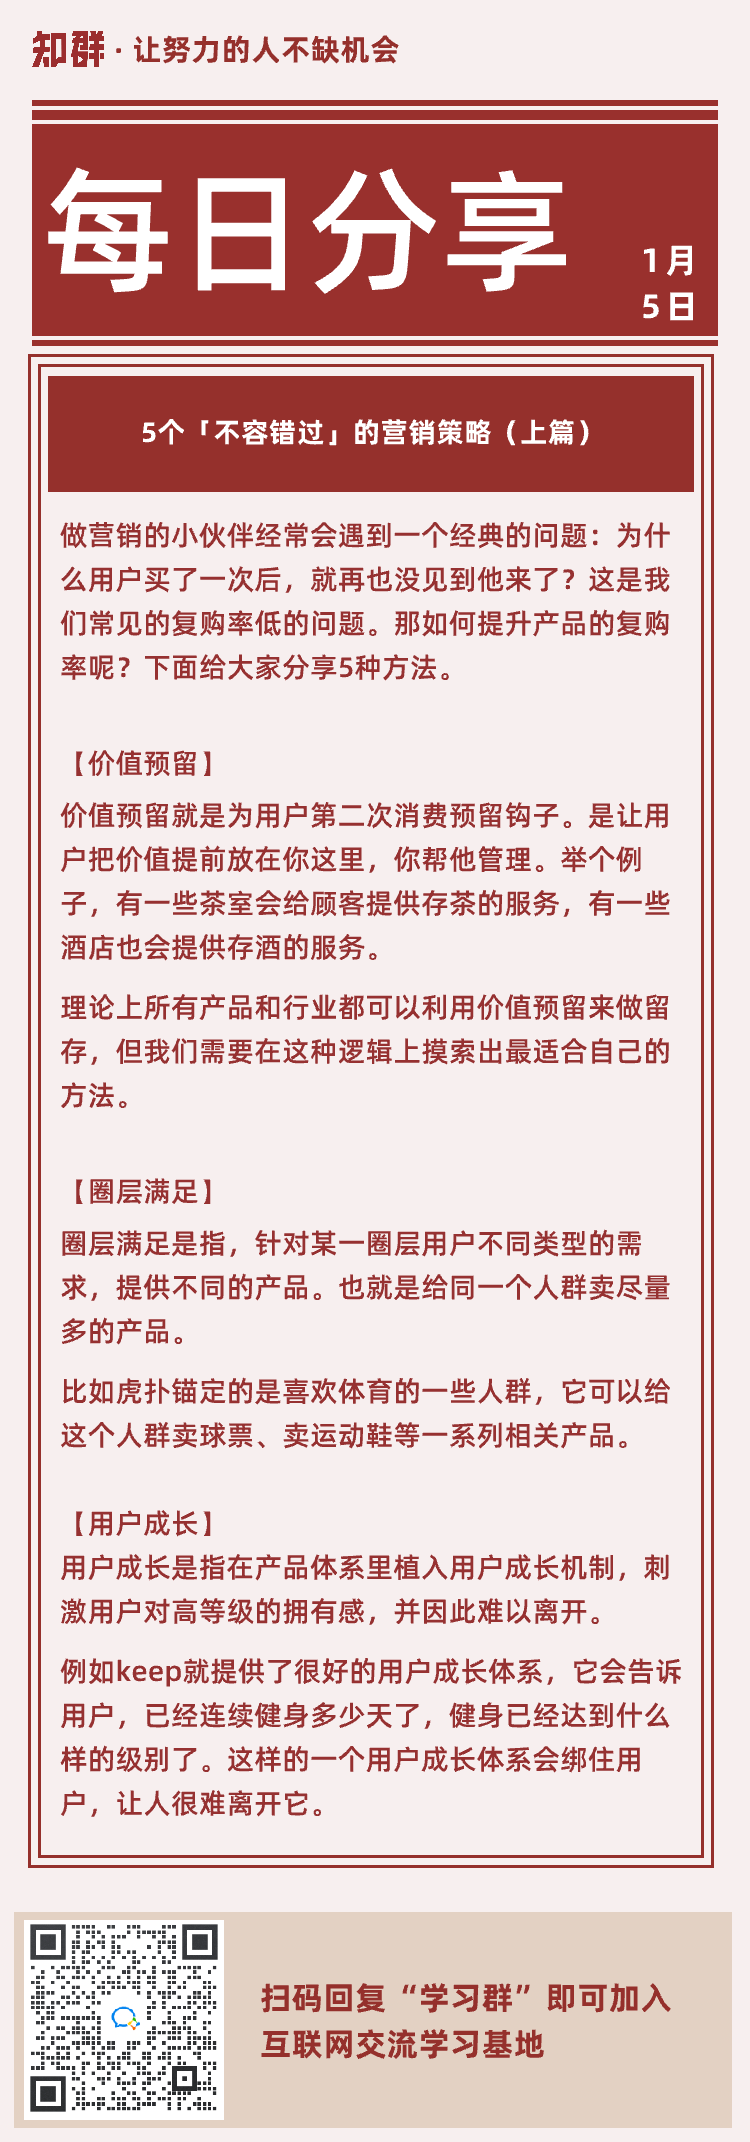 知群 · 让努力的人不缺机会
每日分享
1月
5日
5个「不容错过」的营销策略（上篇）
做营销的小伙伴经常会遇到一个经典的问题：为什
么用户买了一次后，就再也没见到他来了？这是我
们常见的复购率低的问题。那如何提升产品的复购
率呢？下面给大家分享5种方法。
【价值预留】
价值预留就是为用户第二次消费预留钩子。是让用
户把价值提前放在你这里，你帮他管理。举个例
子，有一些茶室会给顾客提供存茶的服务，有一些
酒店也会提供存酒的服务。
理论上所有产品和行业都可以利用价值预留来做留
存，但我们需要在这种逻辑上摸索出最适合自己的
方法。
【圈层满足】
圈层满足是指，针对某一圈层用户不同类型的需
求，提供不同的产品。也就是给同一个人群卖尽量
多的产品。
比如虎扑锚定的是喜欢体育的一些人群，它可以给
这个人群卖球票、卖运动鞋等一系列相关产品。
【用户成长】
用户成长是指在产品体系里植入用户成长机制，刺
激用户对高等级的拥有感，并因此难以离开。
例如keep就提供了很好的用户成长体系，它会告诉
用户，已经连续健身多少天了，健身已经达到什么
样的级别了。这样的一个用户成长体系会绑住用
户，让人很难离开它。
扫码回复“学习群”即可加入
互联网交流学习基地